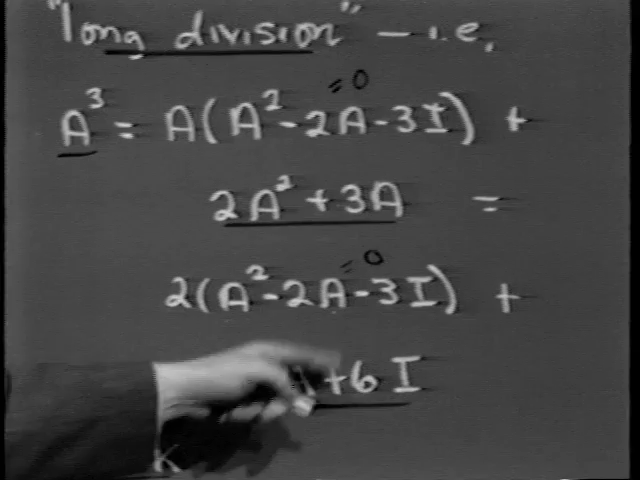 "long division" – i.e.
= 0
A³ = A(A² - 2A - 3I) +
2A² + 3A =
= 0
2(A² - 2A - 3I) +
+ 6 I